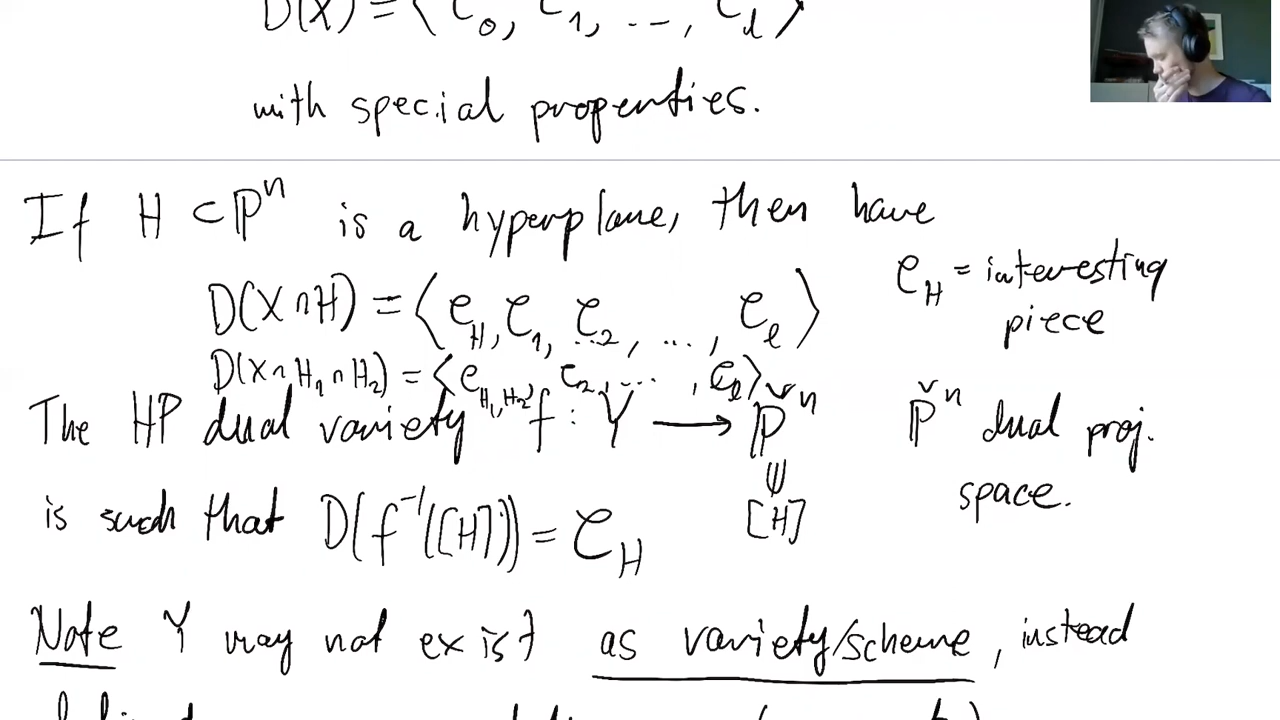 D(X) = ⟨C₀, C₁, ..., C_l⟩
with special properties.
If H ⊂ ℙⁿ is a hyperplane, then have
D(X∩H) = ⟨C_H, C₁, C₂, ..., C_l⟩
C_H = interesting
piece
D(X∩H₁∩H₂) = ⟨C_{H₁,H₂}, C₂, ..., C_l⟩
The HP dual variety f : Y → ℙ̌ⁿ
ℙ̌ⁿ dual proj.
space.
Ψ
[H]
is such that D(f⁻¹([H])) = C_H
Note Y may not exist as variety/scheme, instead